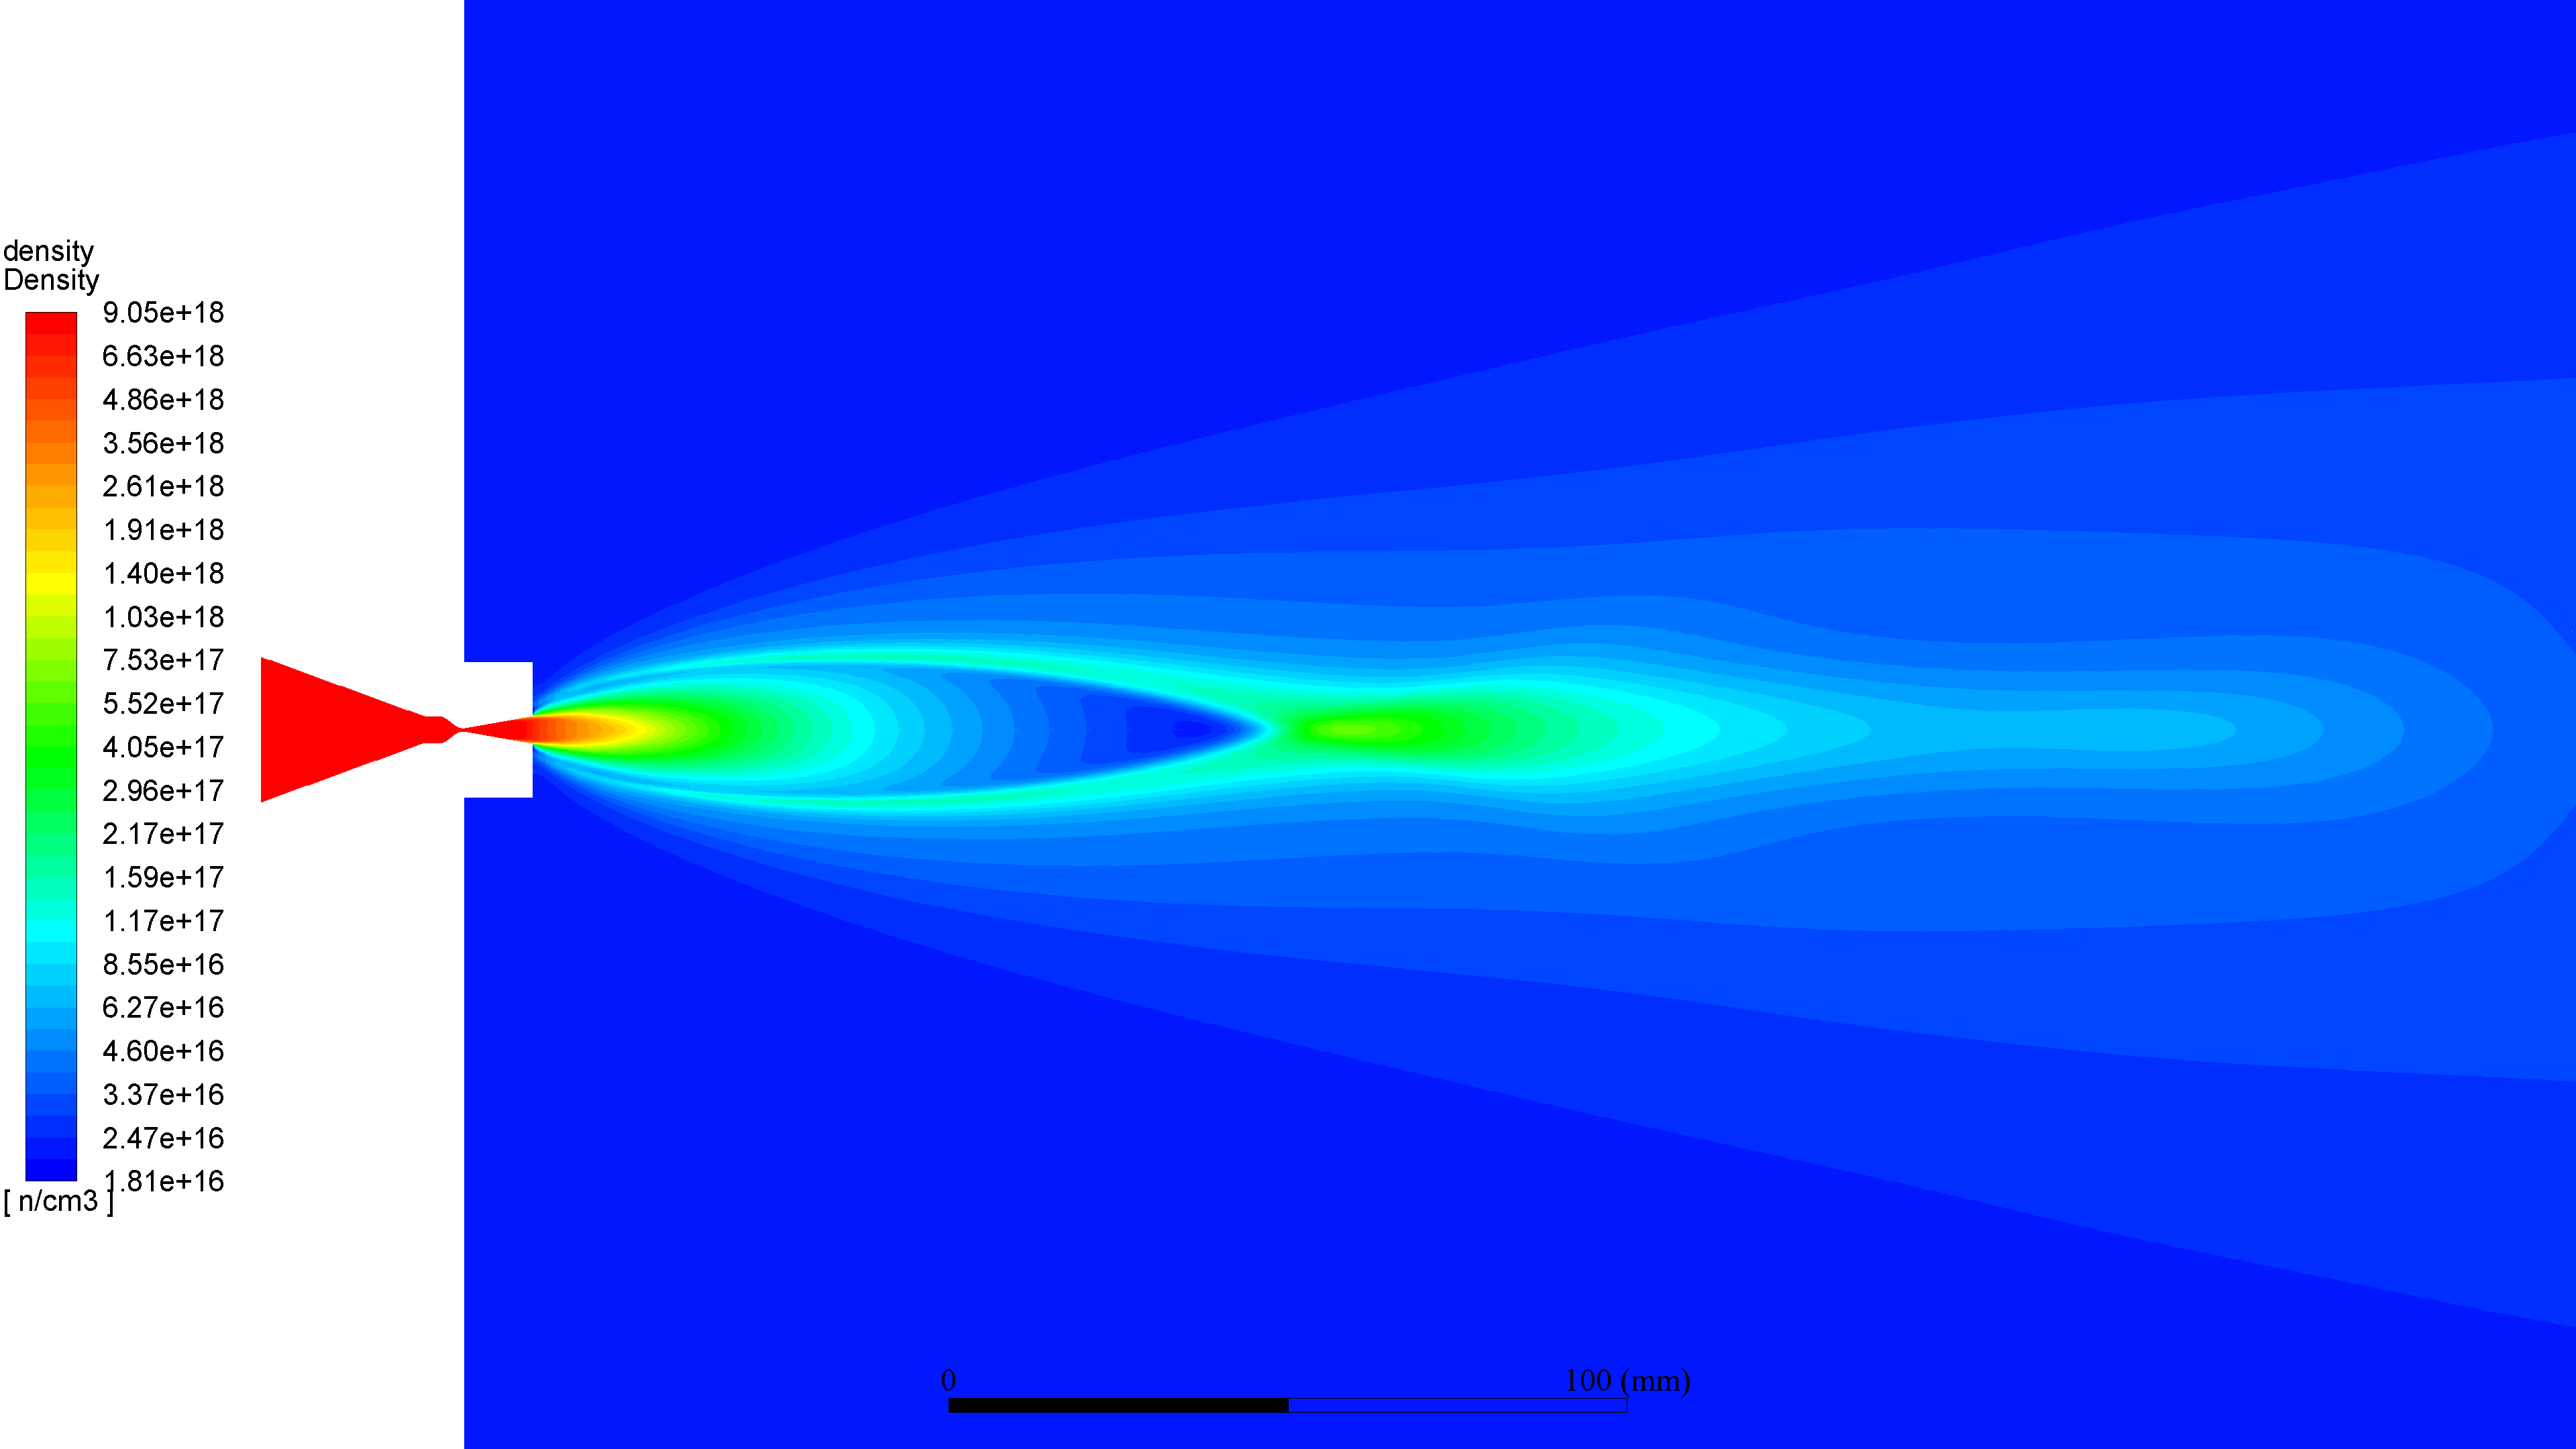 density
Density
9.05e+18
6.63e+18
4.86e+18
3.56e+18
2.61e+18
1.91e+18
1.40e+18
1.03e+18
7.53e+17
5.52e+17
4.05e+17
2.96e+17
2.17e+17
1.59e+17
1.17e+17
8.55e+16
6.27e+16
4.60e+16
3.37e+16
2.47e+16
1.81e+16
[ n/cm3 ]
0 100 (mm)